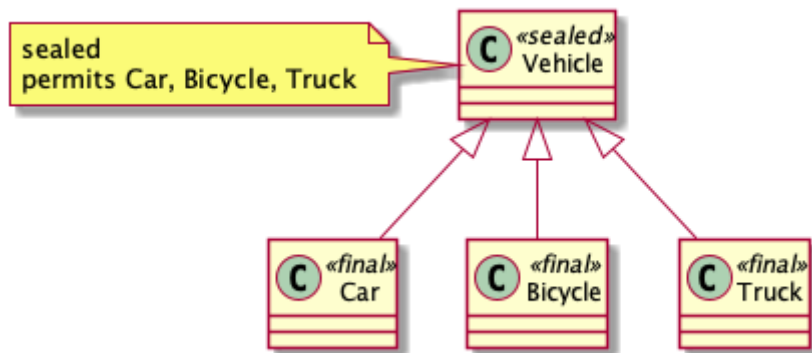 sealed
permits Car, Bicycle, Truck
C «sealed»
Vehicle
C «final»
Car
C «final»
Bicycle
C «final»
Truck